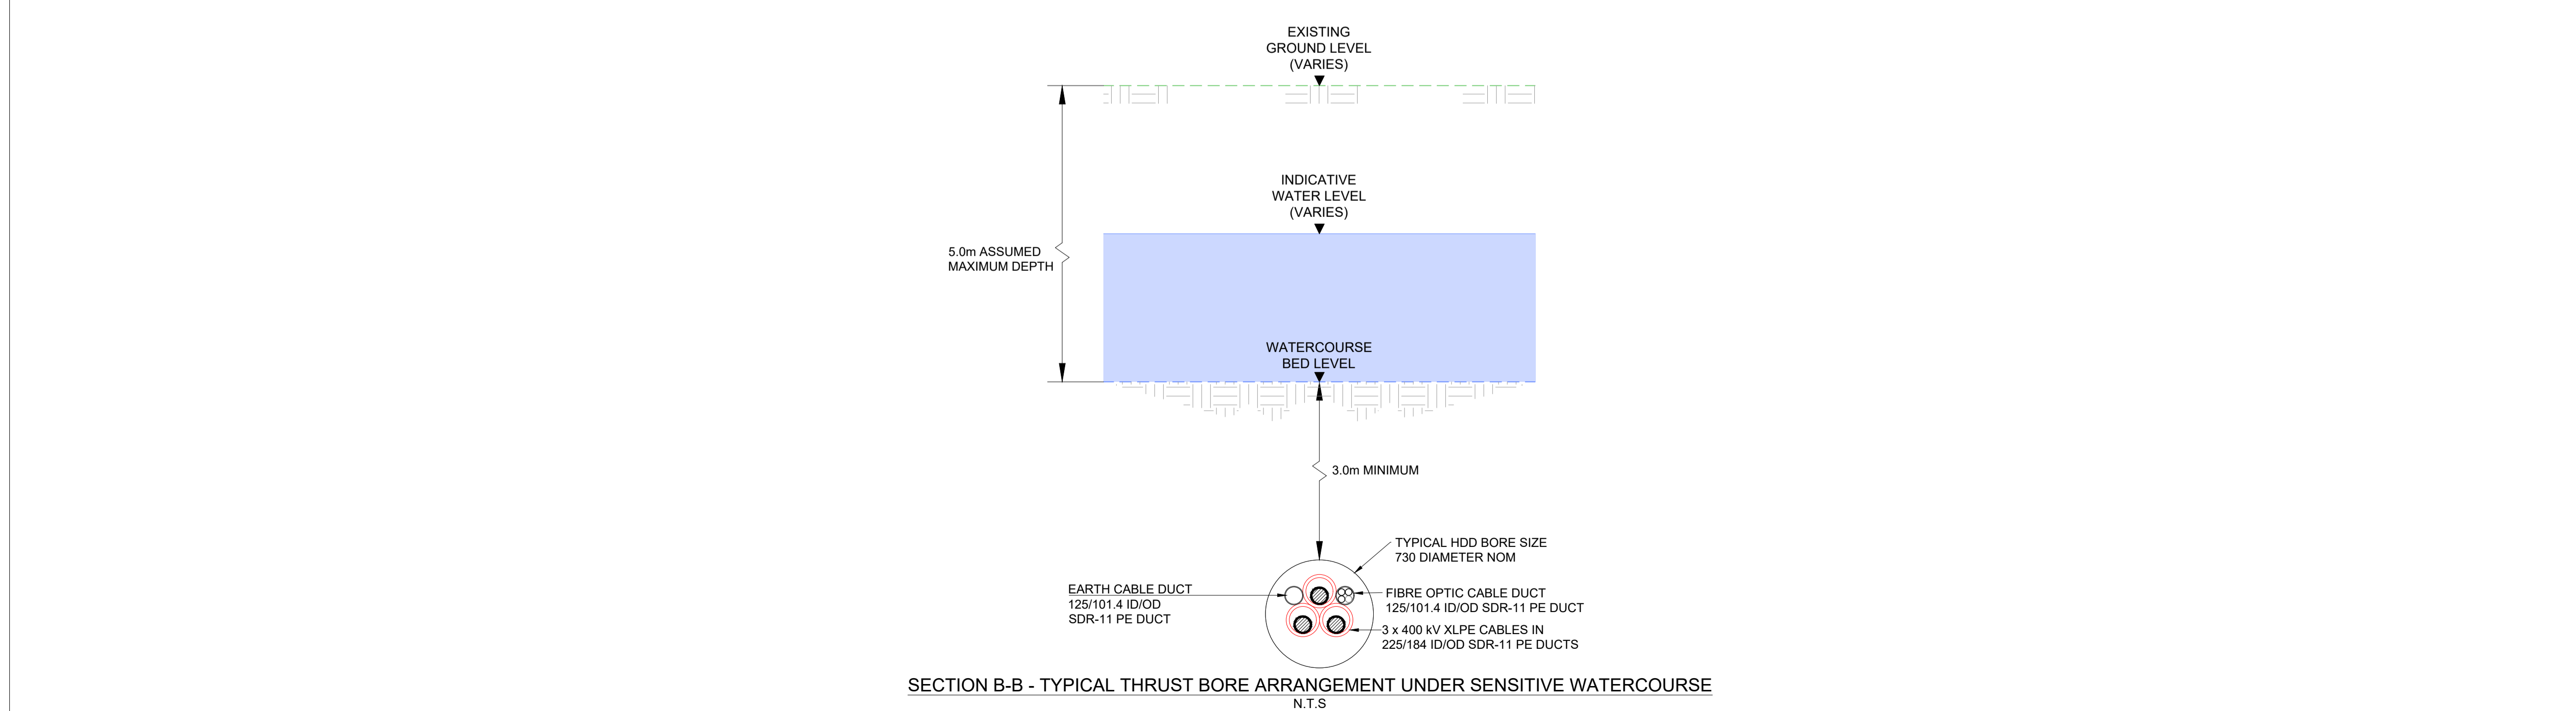 EXISTING
GROUND LEVEL
(VARIES)
INDICATIVE
WATER LEVEL
(VARIES)
5.0m ASSUMED
MAXIMUM DEPTH
WATERCOURSE
BED LEVEL
3.0m MINIMUM
TYPICAL HDD BORE SIZE
730 DIAMETER NOM
EARTH CABLE DUCT
125/101.4 ID/OD
SDR-11 PE DUCT
FIBRE OPTIC CABLE DUCT
125/101.4 ID/OD SDR-11 PE DUCT
3 x 400 kV XLPE CABLES IN
225/184 ID/OD SDR-11 PE DUCTS
SECTION B-B - TYPICAL THRUST BORE ARRANGEMENT UNDER SENSITIVE WATERCOURSE
N.T.S